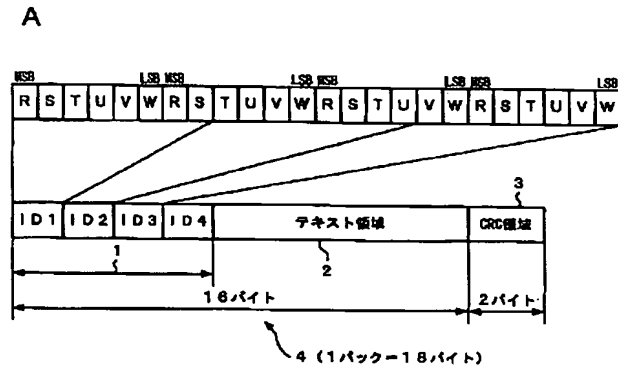 A
MSB LSB MSB LSB MSB LSB MSB LSB
R S T U V W R S T U V W R S T U V W R S T U V W
3
ID1 ID2 ID3 ID4 テキスト領域 CRC領域
1 2
16バイト 2バイト
4 (1パック=18バイト)